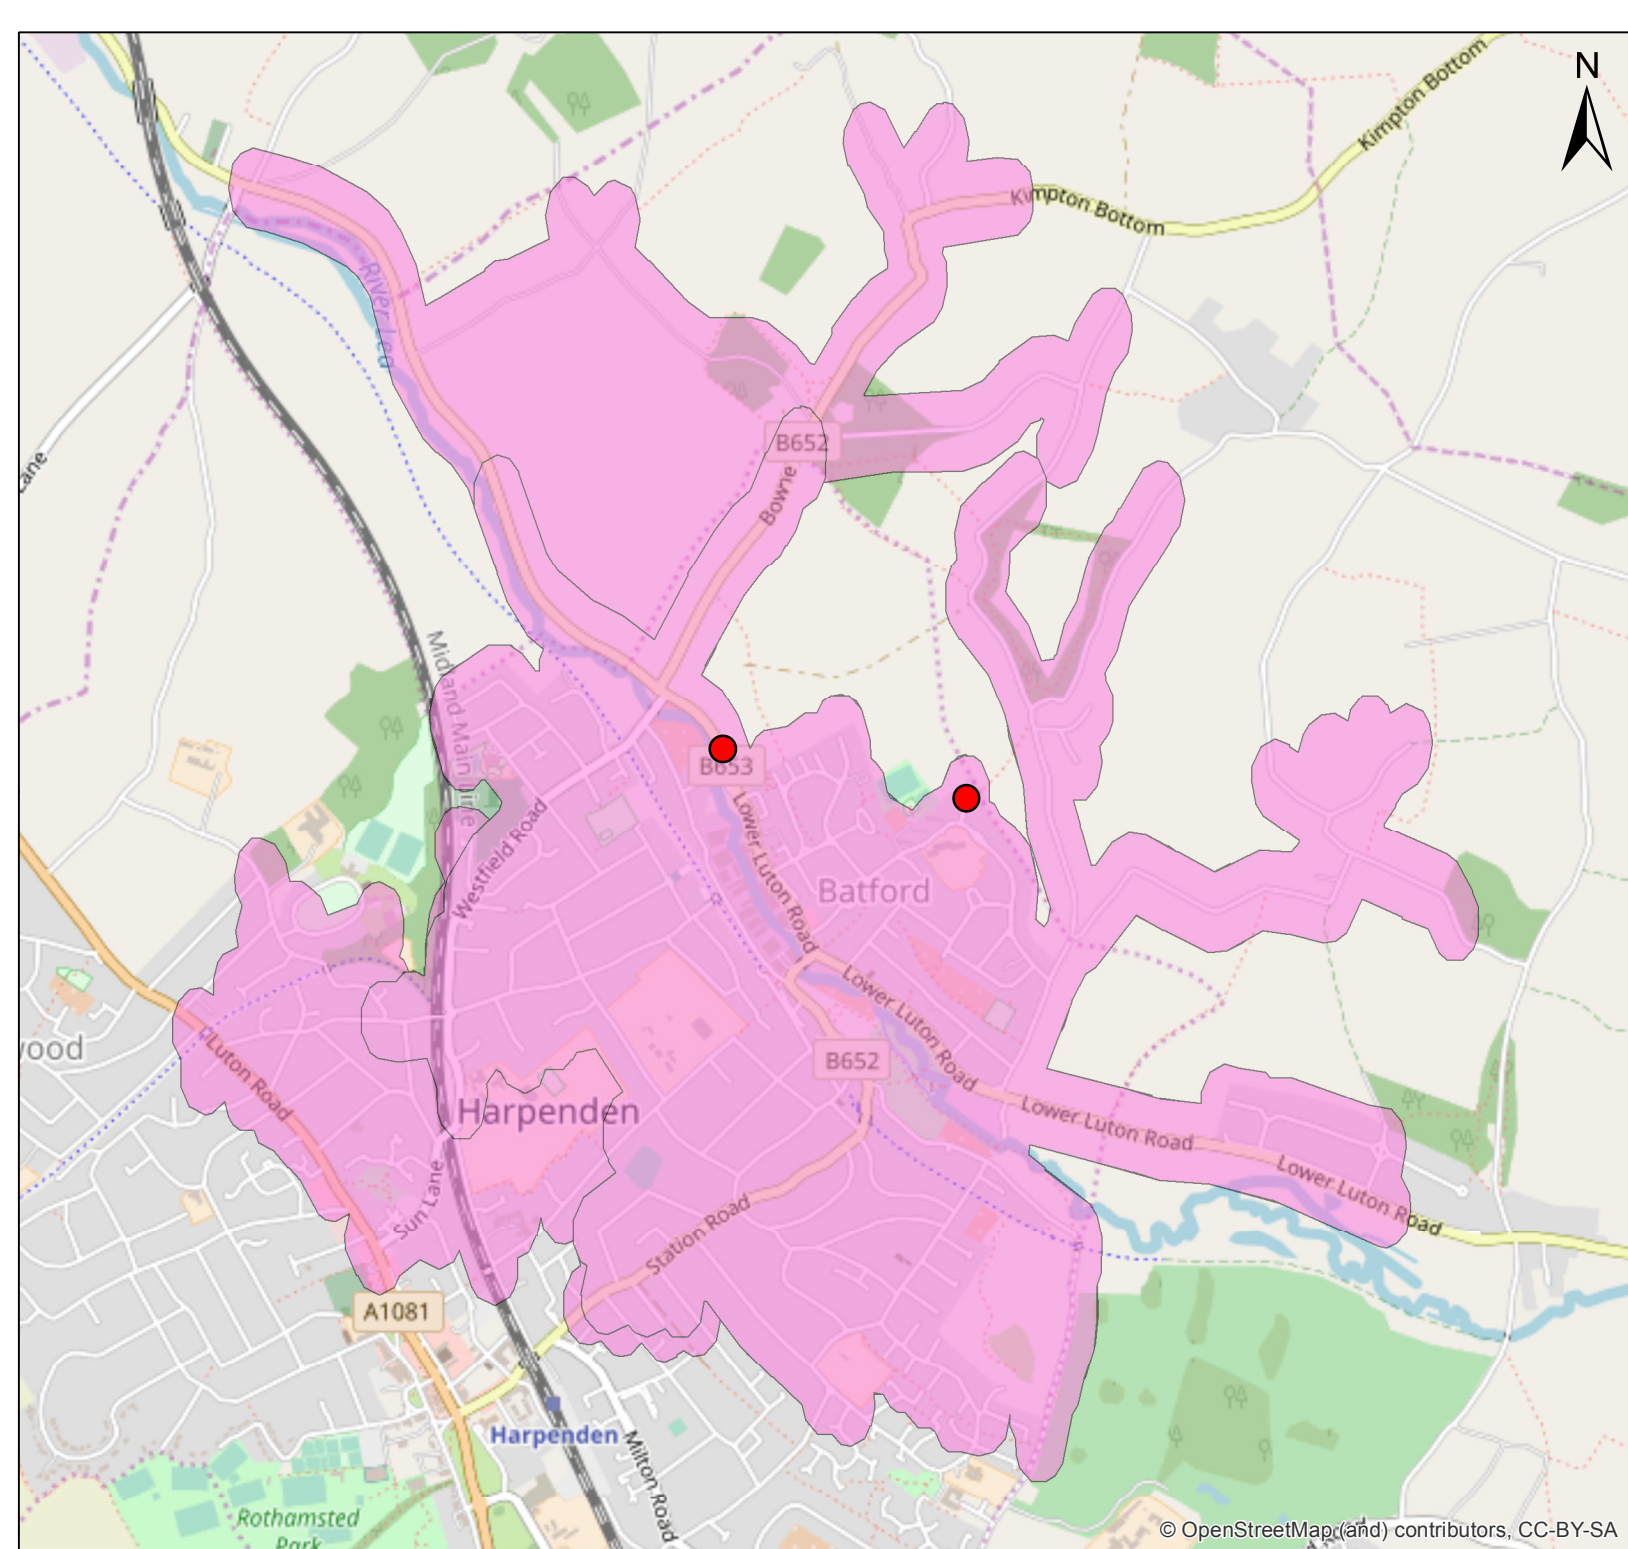 N
Kimpton Bottom
Kimpton Bottom
River Lea
Lane
B652
Bowne
Midland Main Line
B653
Westfield Road
Lower Luton Road
Batford
Lower Luton Road
wood
Luton Road
B652
Harpenden
Lower Luton Road
Lower Luton Road
Sun Lane
Station Road
A1081
Harpenden
Milton Road
Rothamsted
Park
© OpenStreetMap (and) contributors, CC-BY-SA